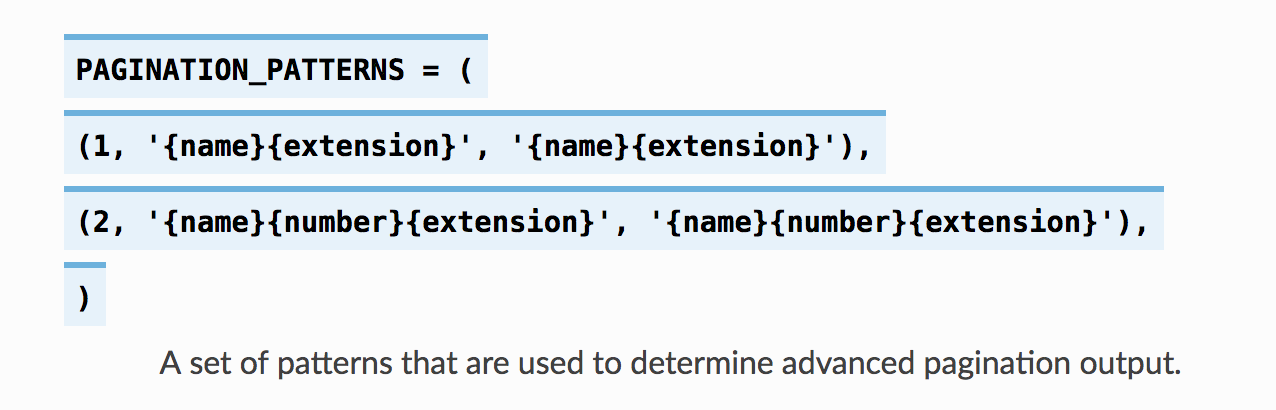 PAGINATION_PATTERNS = (
(1, '{name}{extension}', '{name}{extension}'),
(2, '{name}{number}{extension}', '{name}{number}{extension}'),
)
A set of patterns that are used to determine advanced pagination output.